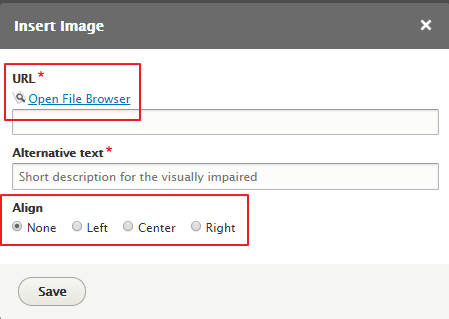 Insert Image ×
URL *
Open File Browser
Alternative text *
Short description for the visually impaired
Align
None Left Center Right
Save